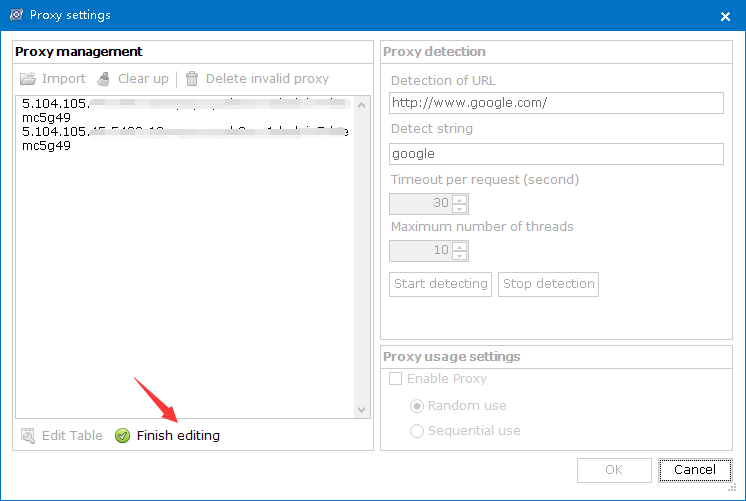 Proxy settings
Proxy management
Import Clear up Delete invalid proxy
5.104.105.
mc5g49
5.104.105.
mc5g49
Edit Table Finish editing
Proxy detection
Detection of URL
http://www.google.com/
Detect string
google
Timeout per request (second)
30
Maximum number of threads
10
Start detecting Stop detection
Proxy usage settings
Enable Proxy
Random use
Sequential use
OK Cancel